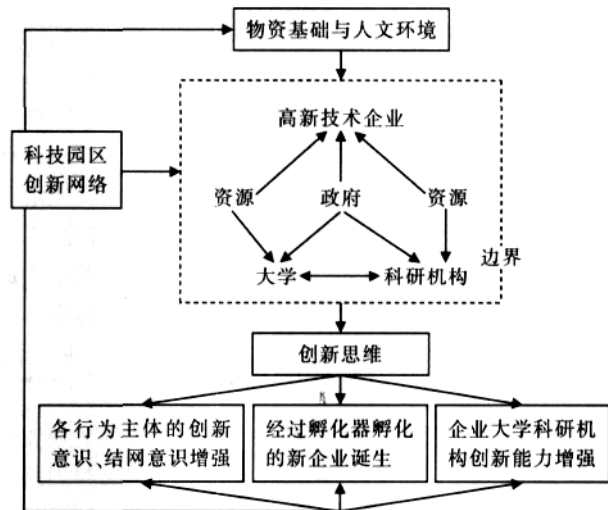 物资基础与人文环境
高新技术企业
科技园区
创新网络
资源
政府
资源
大学
科研机构
边界
创新思维
各行为主体的创新
意识、结网意识增强
经过孵化器孵化
的新企业诞生
企业大学科研机
构创新能力增强